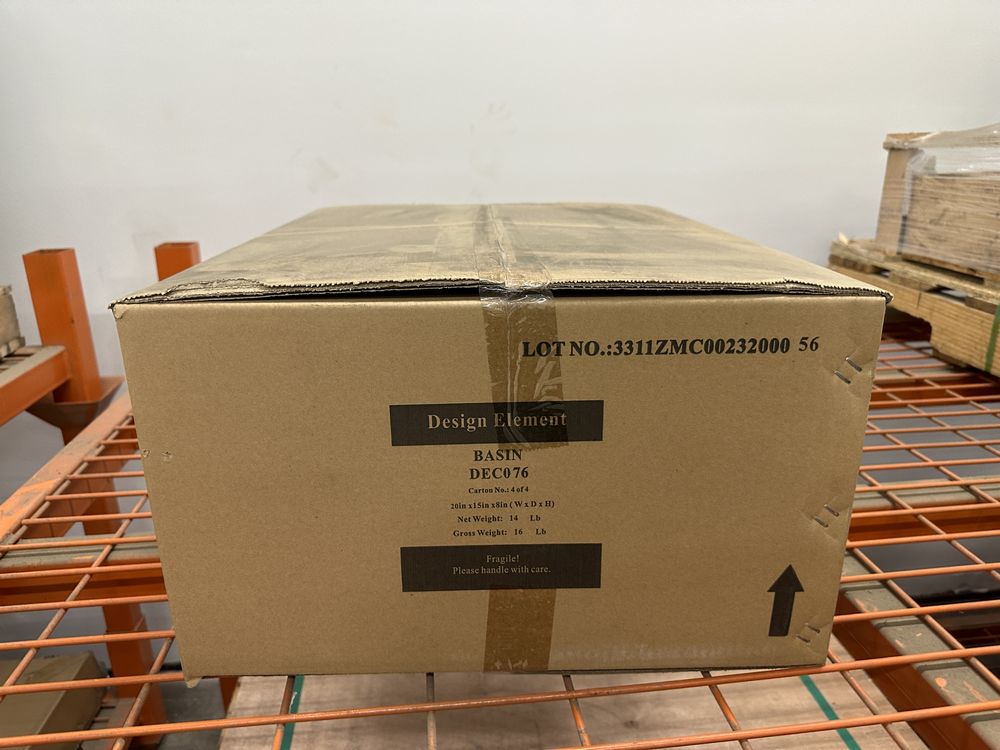 LOT NO.:3311ZMC00232000 56
Design Element
BASIN
DEC076
Carton No.: 4 of 4
20in x15in x8in ( W x D x H)
Net Weight: 14 Lb
Gross Weight: 16 Lb
Fragile!
Please handle with care.